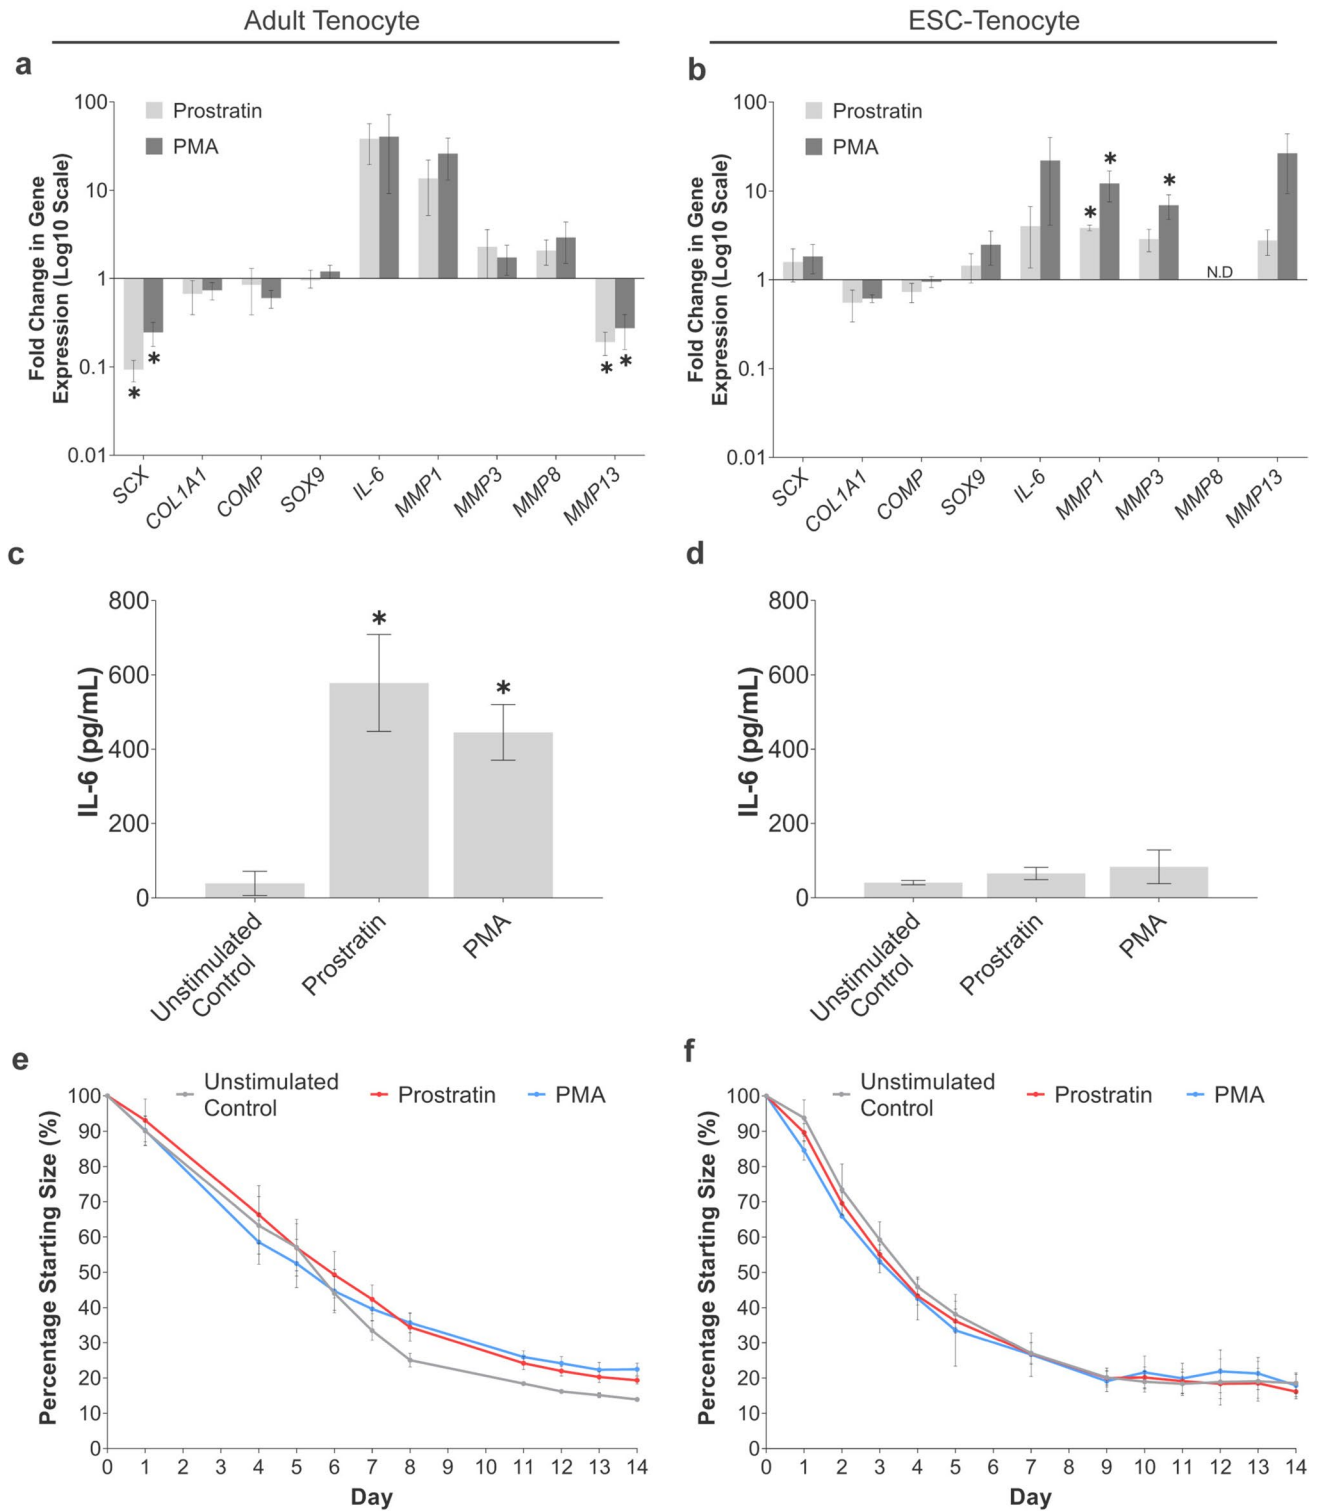 Adult Tenocyte
ESC-Tenocyte
a
Fold Change in Gene
Expression (Log10 Scale)
100
10
1
0.1
0.01
Prostratin
PMA
*
*
*
*
SCX
COL1A1
COMP
SOX9
IL-6
MMP1
MMP3
MMP8
MMP13
b
Fold Change in Gene
Expression (Log10 Scale)
100
10
1
0.1
0.01
Prostratin
PMA
*
*
*
N.D
SCX
COL1A1
COMP
SOX9
IL-6
MMP1
MMP3
MMP8
MMP13
c
IL-6 (pg/mL)
800
600
400
200
0
*
*
Unstimulated
Control
Prostratin
PMA
d
IL-6 (pg/mL)
800
600
400
200
0
Unstimulated
Control
Prostratin
PMA
e
Unstimulated
Control
Prostratin
PMA
Percentage Starting Size (%)
100
90
80
70
60
50
40
30
20
10
0
0 1 2 3 4 5 6 7 8 9 10 11 12 13 14
Day
f
Unstimulated
Control
Prostratin
PMA
Percentage Starting Size (%)
100
90
80
70
60
50
40
30
20
10
0
0 1 2 3 4 5 6 7 8 9 10 11 12 13 14
Day